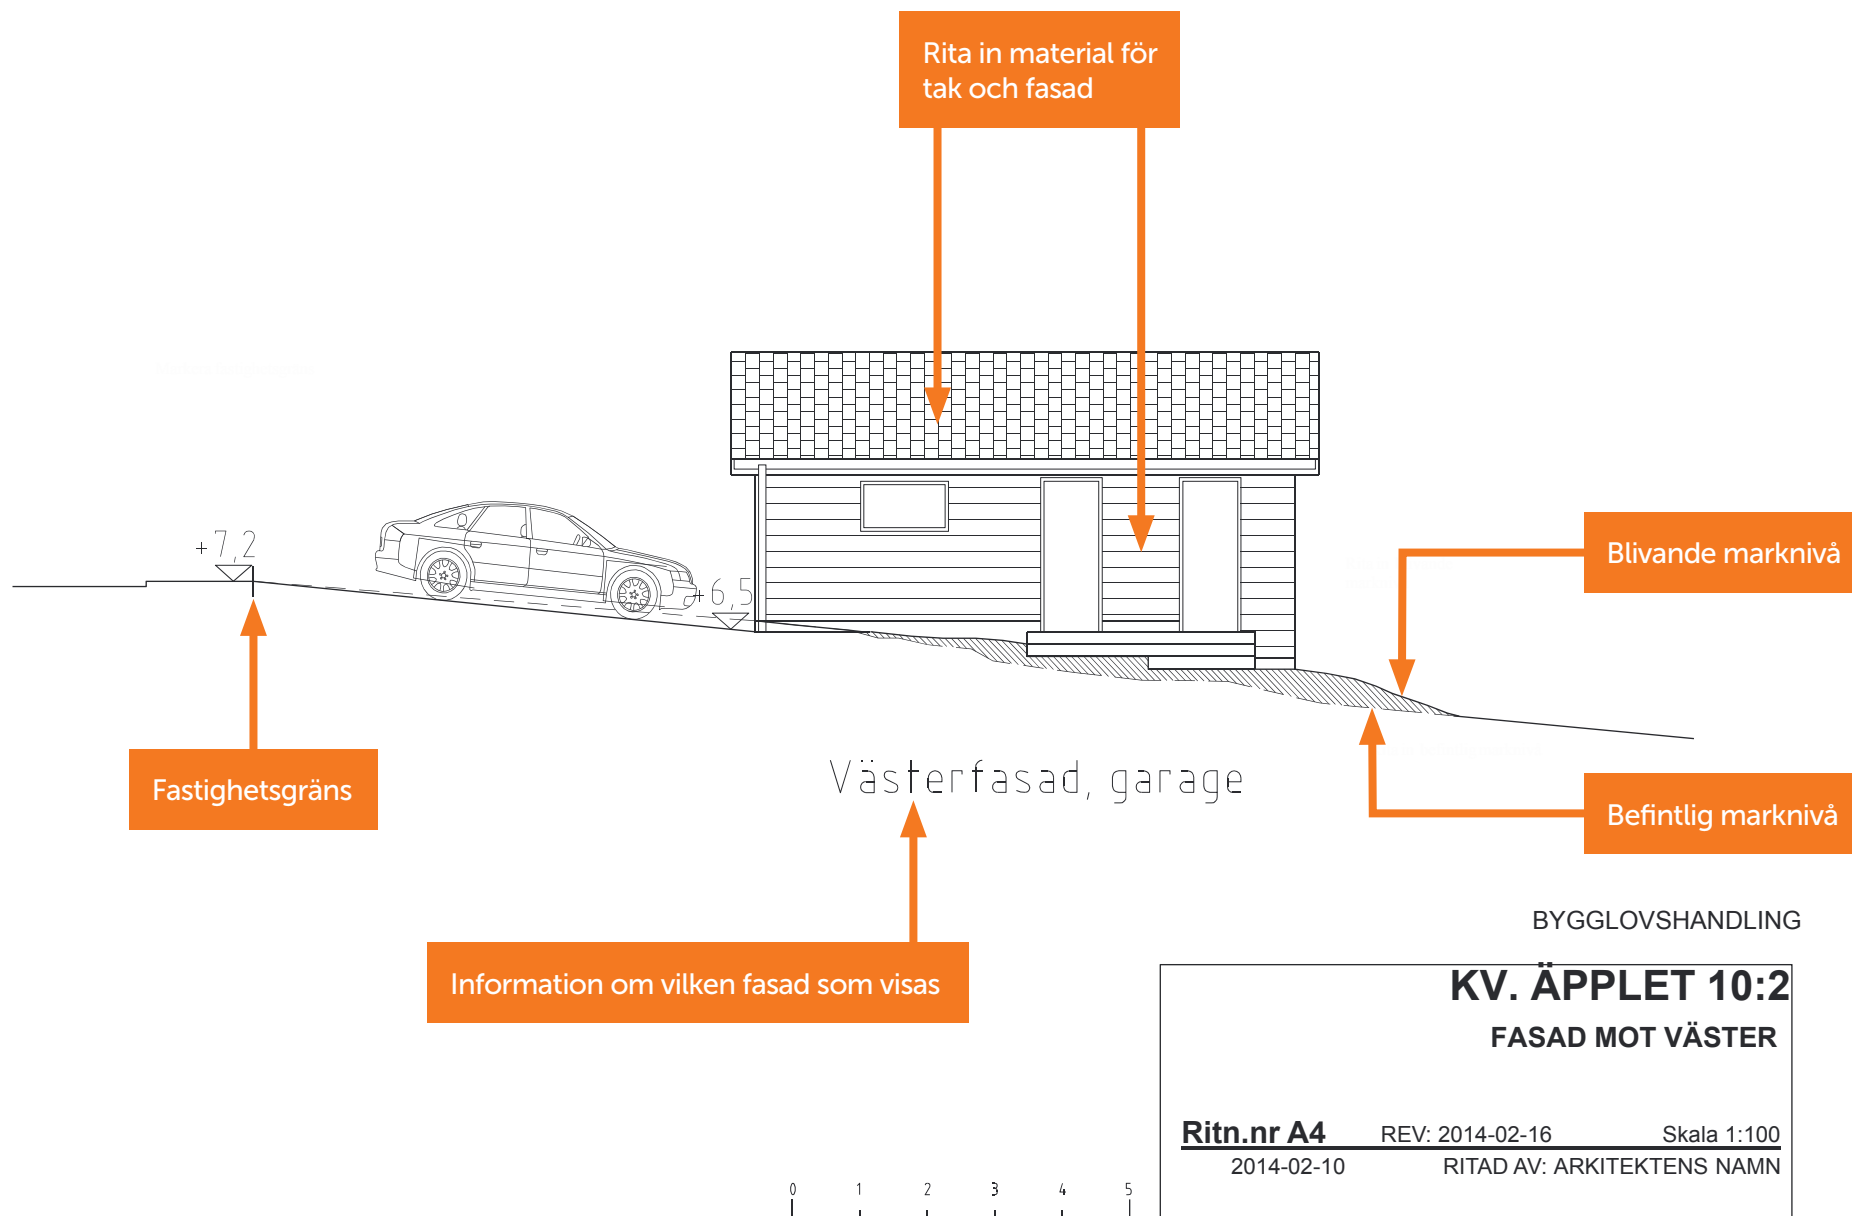 Rita in material för
tak och fasad
+7,2
+6,5
Blivande marknivå
Fastighetsgräns
Västerfasad, garage
Befintlig marknivå
Information om vilken fasad som visas
BYGGLOVSHANDLING
KV. ÄPPLET 10:2
FASAD MOT VÄSTER
Ritn.nr A4 REV: 2014-02-16 Skala 1:100
2014-02-10 RITAD AV: ARKITEKTENS NAMN
0 1 2 3 4 5